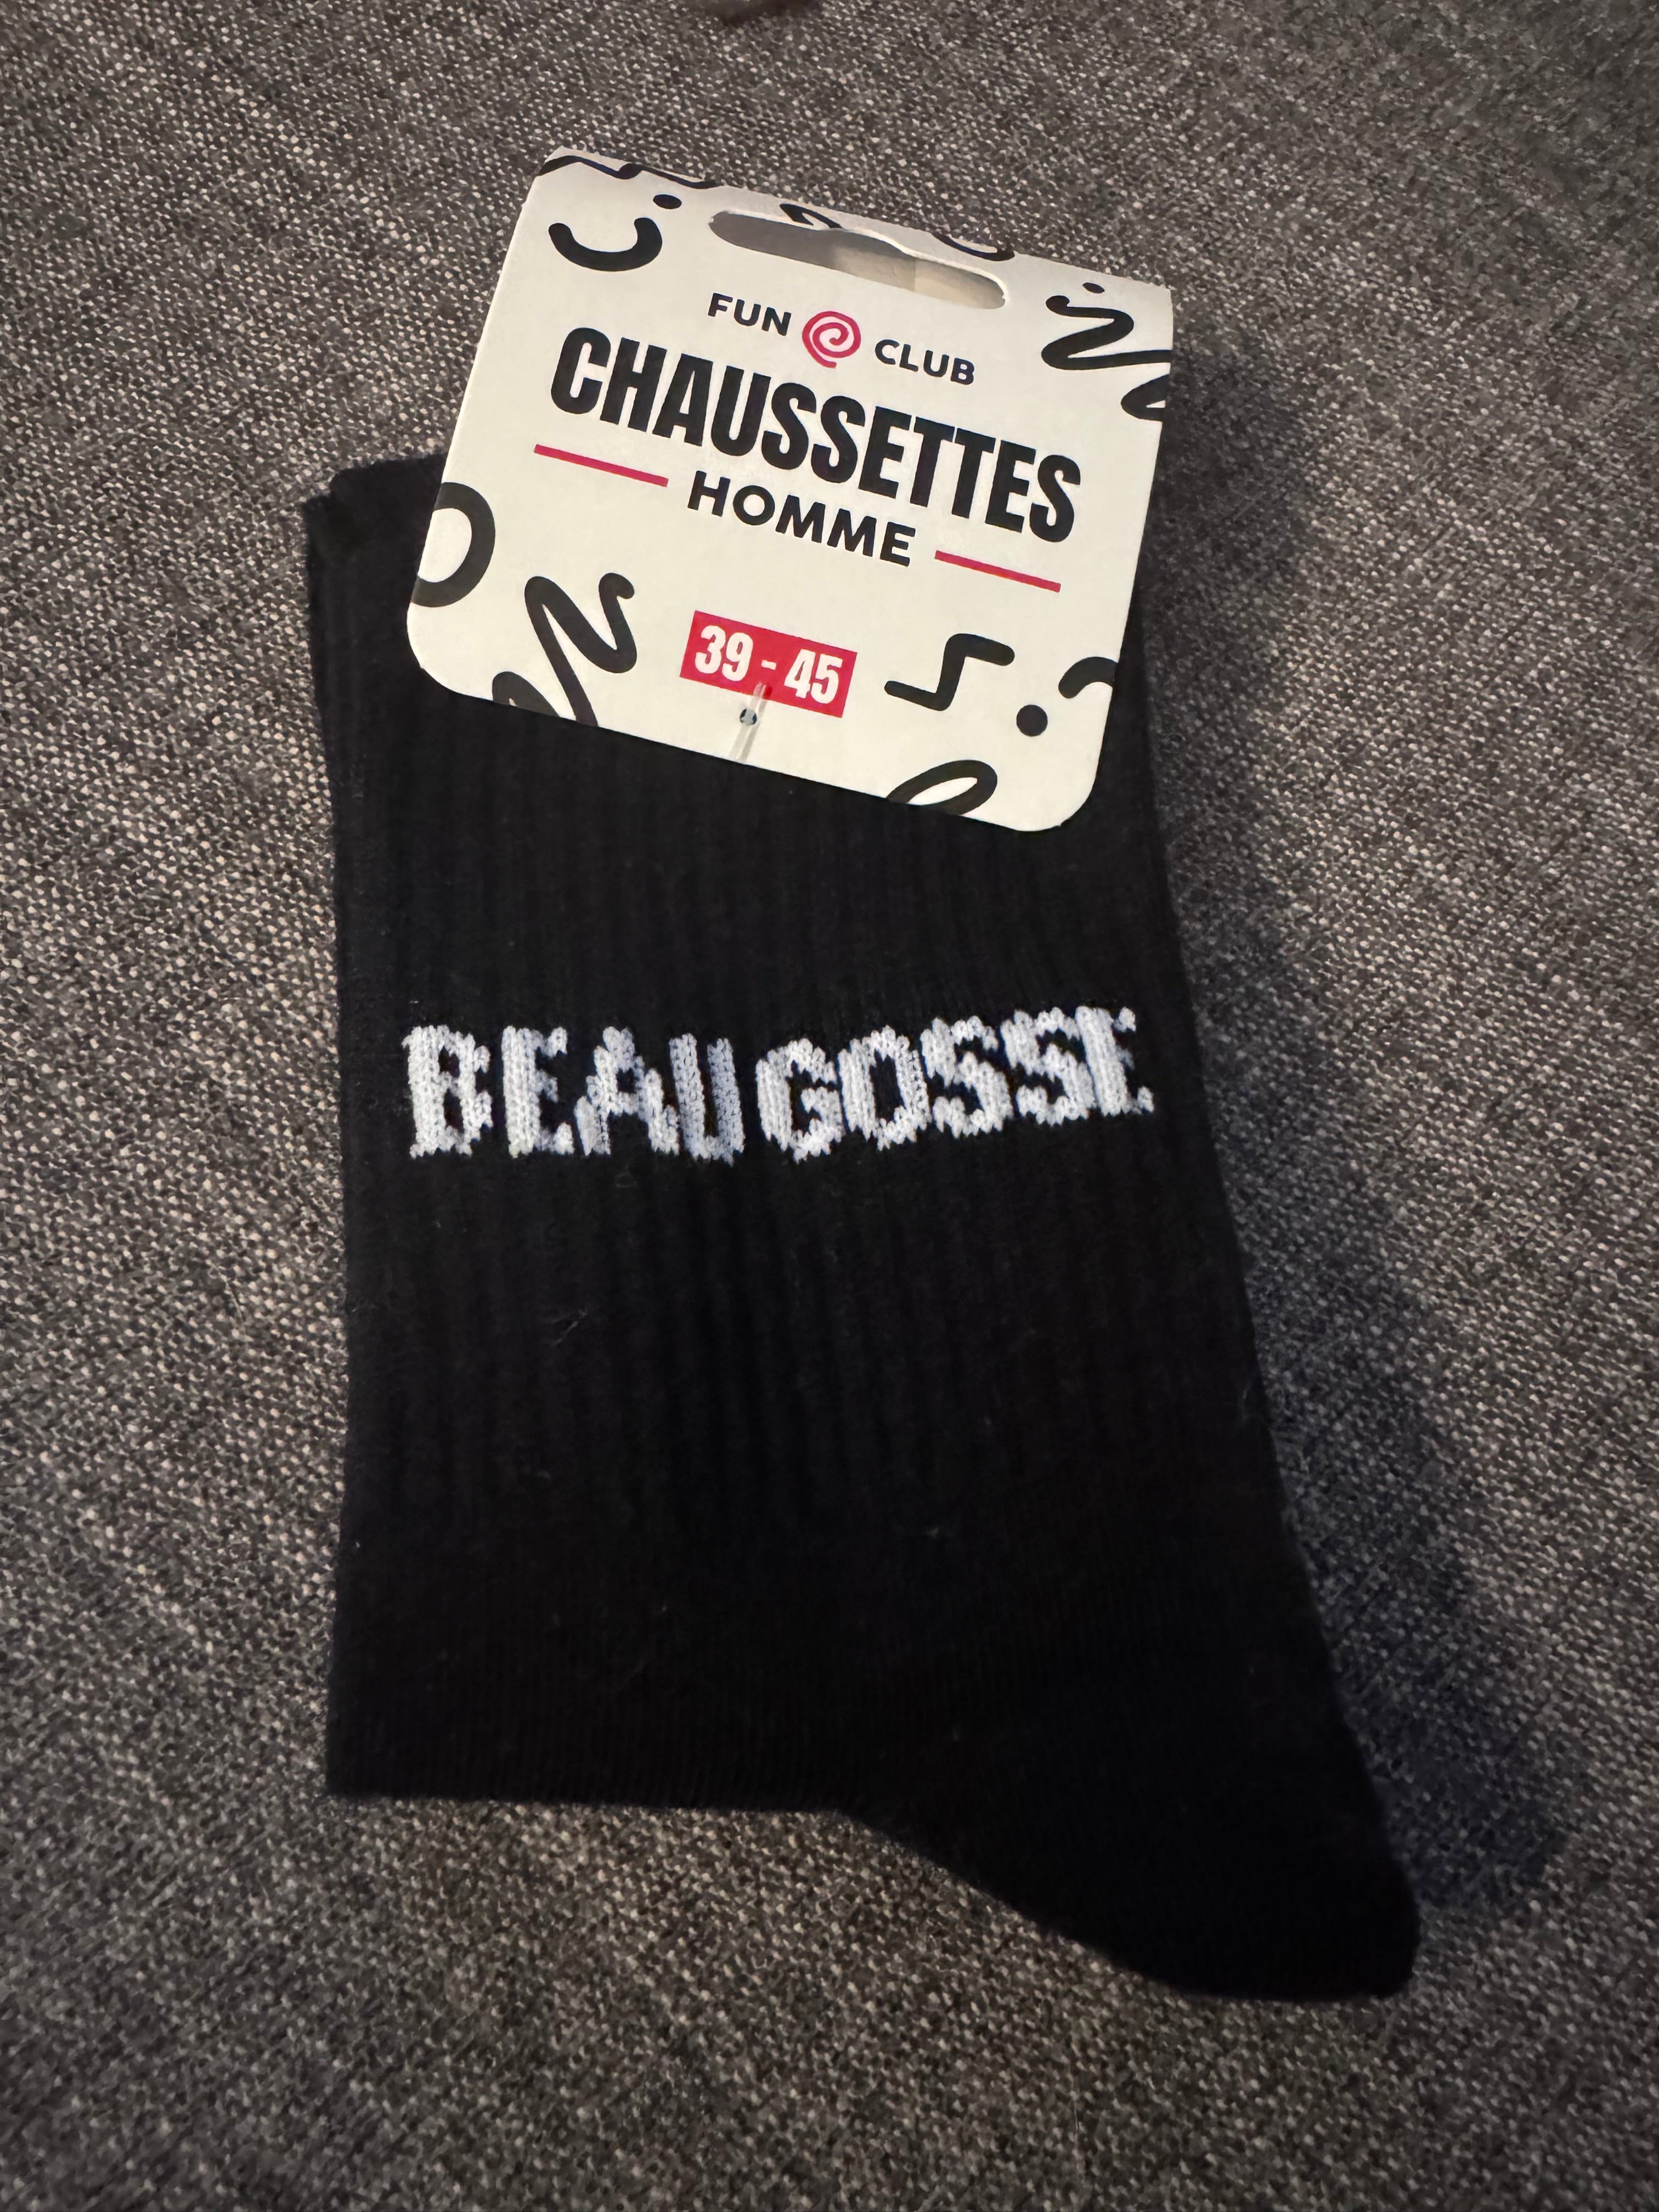 FUN CLUB
CHAUSSETTES
HOMME
39 - 45
BEAU GOSSE